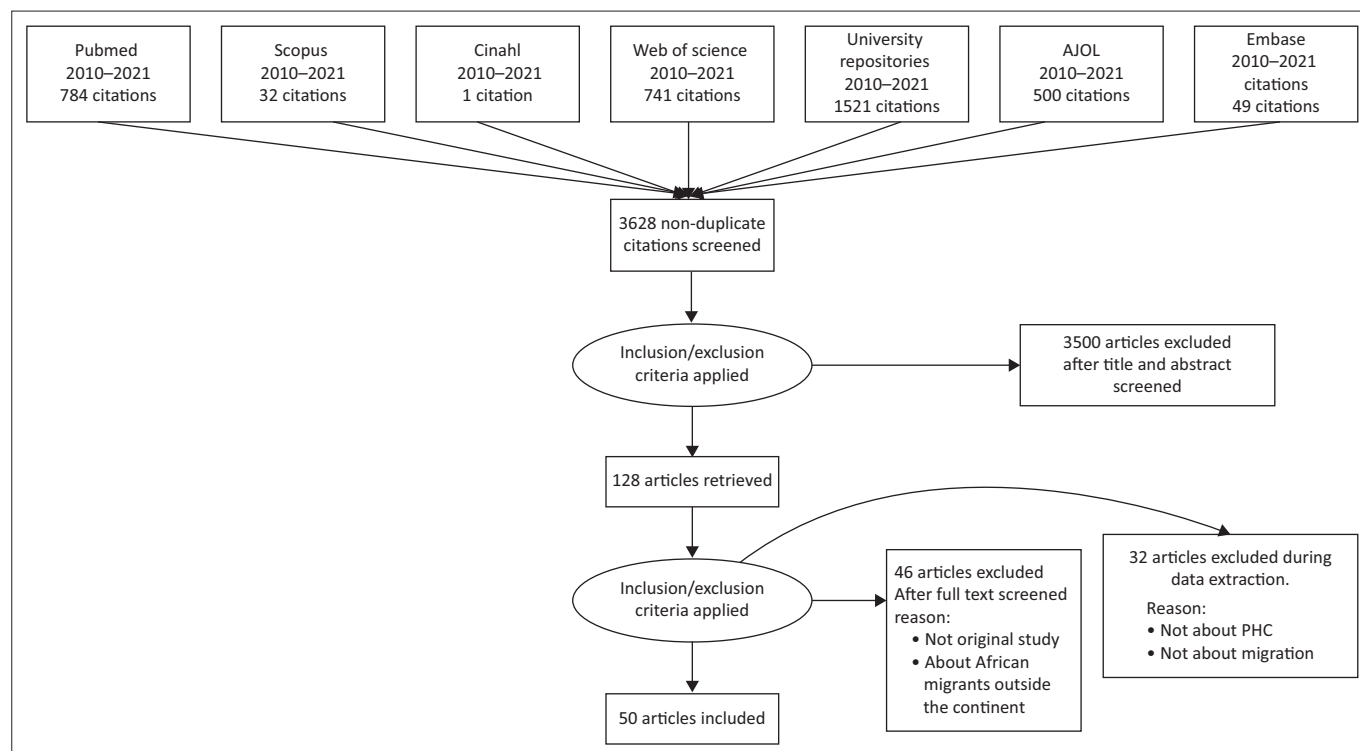 Pubmed
2010–2021
784 citations
Scopus
2010–2021
32 citations
Cinahl
2010–2021
1 citation
Web of science
2010–2021
741 citations
University
repositories
2010–2021
1521 citations
AJOL
2010–2021
500 citations
Embase
2010–2021
citations
49 citations
3628 non-duplicate
citations screened
Inclusion/exclusion
criteria applied
3500 articles excluded
after title and abstract
screened
128 articles retrieved
Inclusion/exclusion
criteria applied
46 articles excluded
After full text screened
reason:
• Not original study
• About African
migrants outside
the continent
32 articles excluded during
data extraction.
Reason:
• Not about PHC
• Not about migration
50 articles included